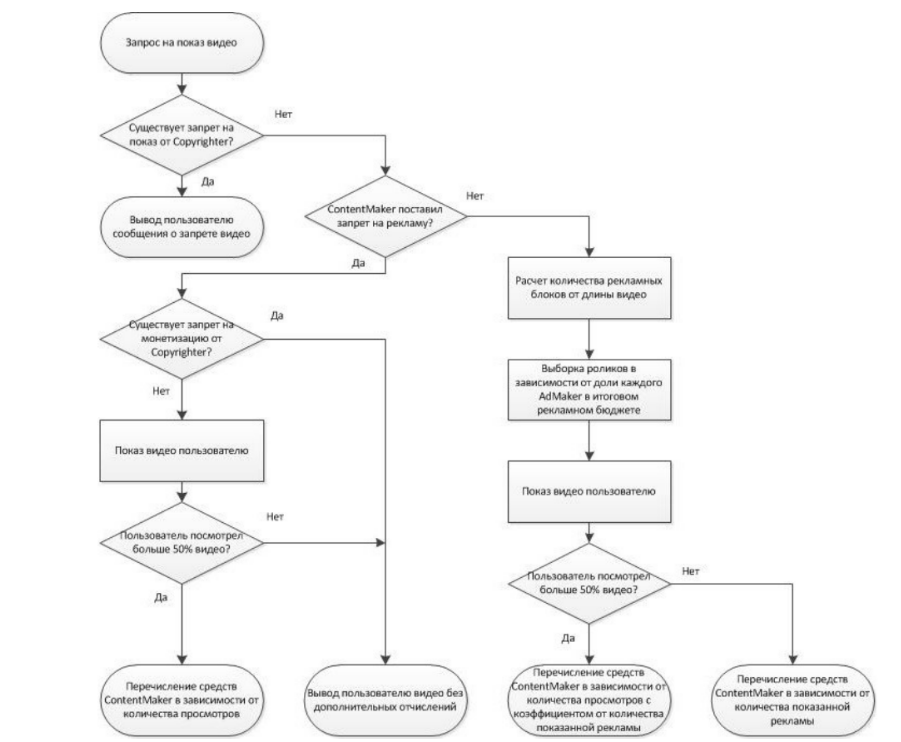 Запрос на показ видео
Нет
Существует запрет на
показ от Copyrighter?
Да
Вывод пользователю
сообщения о запрете видео
ContentMaker поставил
запрет на рекламу?
Нет
Да
Расчет количества рекламных
блоков от длины видео
Существует запрет на
монетизацию от
Copyrighter?
Да
Нет
Выборка роликов в
зависимости от доли каждого
AdMaker в итоговом
рекламном бюджете
Показ видео пользователю
Показ видео пользователю
Пользователь посмотрел
больше 50% видео?
Нет
Да
Пользователь посмотрел
больше 50% видео?
Нет
Да
Перечисление средств
ContentMaker в зависимости от
количества просмотров
Вывод пользователю видео без
дополнительных отчислений
Перечисление средств
ContentMaker в зависимости от
количества просмотров с
коэффициентом от количества
показанной рекламы
Перечисление средств
ContentMaker в зависимости от
количества показанной
рекламы